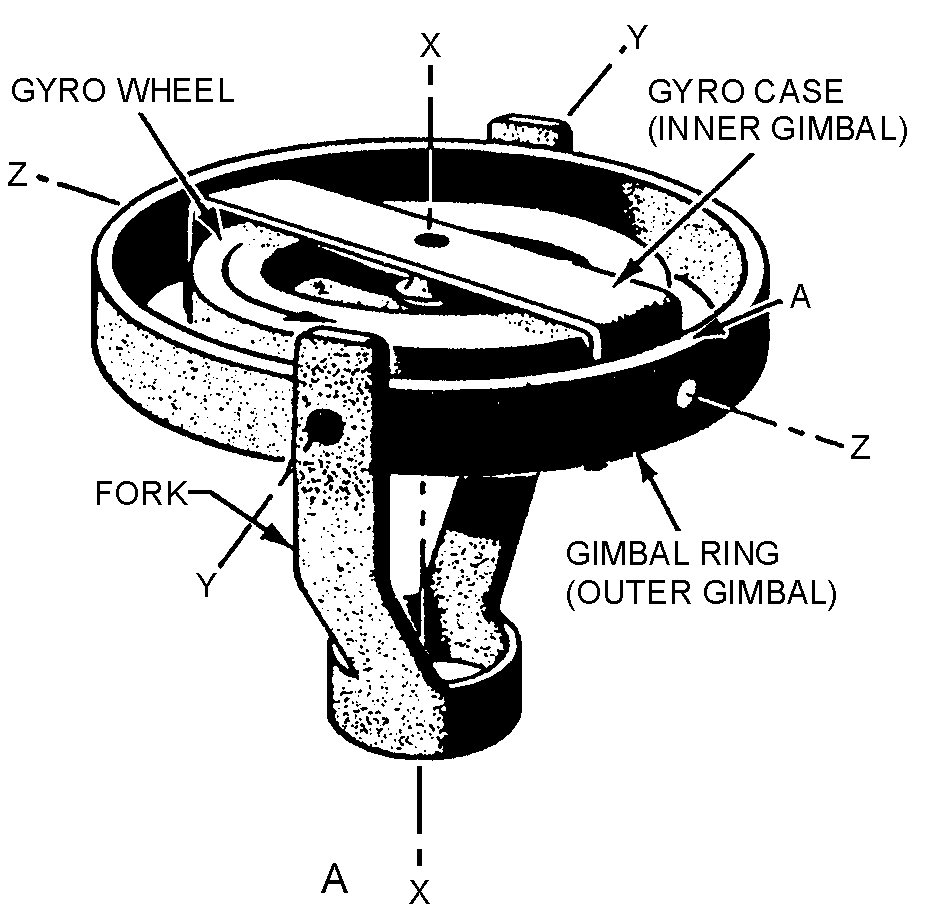 X
Y
GYRO WHEEL
GYRO CASE
(INNER GIMBAL)
Z
A
Z
FORK
Y
GIMBAL RING
(OUTER GIMBAL)
A
X